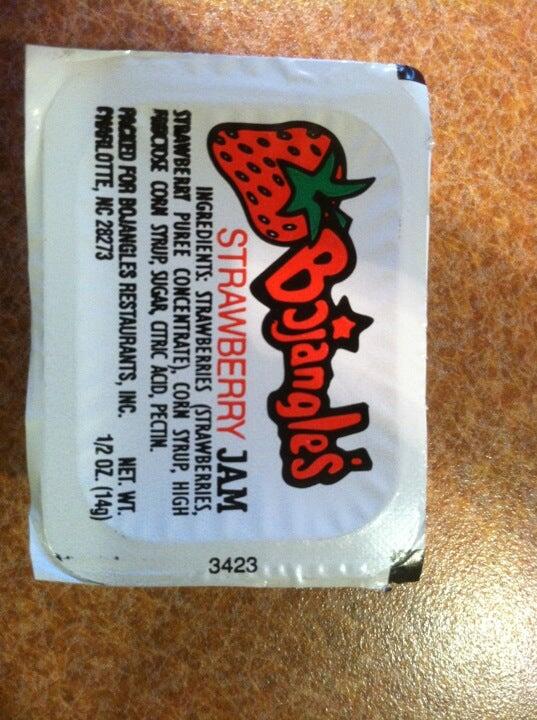 Bojangles'
STRAWBERRY JAM
INGREDIENTS: STRAWBERRIES (STRAWBERRIES,
STRAWBERRY PUREE CONCENTRATE), CORN SYRUP, HIGH
FRUCTOSE CORN SYRUP, SUGAR, CITRIC ACID, PECTIN.
PACKED FOR BOJANGLES RESTAURANTS, INC. NET. WT.
CHARLOTTE, NC 28273 1/2 OZ. (14g)
3423